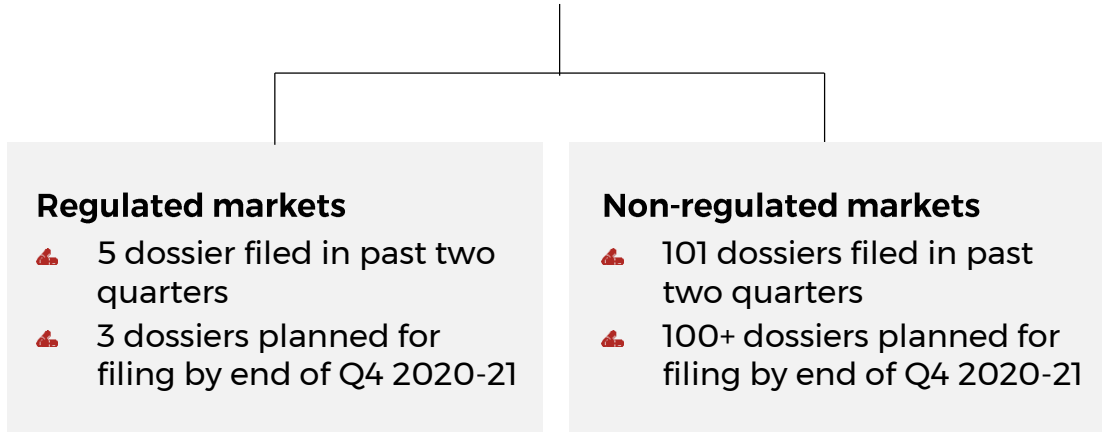 Regulated markets
5 dossier filed in past two
quarters
3 dossiers planned for
filing by end of Q4 2020-21
Non-regulated markets
101 dossiers filed in past
two quarters
100+ dossiers planned for
filing by end of Q4 2020-21